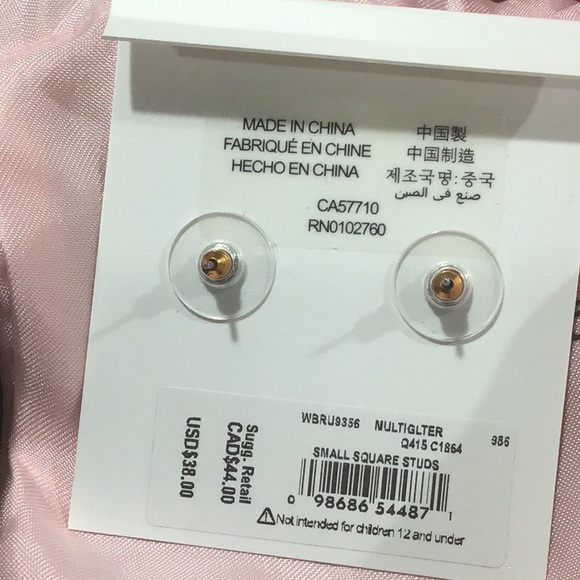 MADE IN CHINA
FABRIQUÉ EN CHINE
HECHO EN CHINA
中国製
中国制造
제조국명:중국
صنع في الصين
CA57710
RN0102760
WBRU9356 NULTIGLTER 986
Q415 C1864
SMALL SQUARE STUDS
0 98686 54487 1
Not intended for children 12 and under
Sugg. Retail
CAD$44.00
USD$38.00